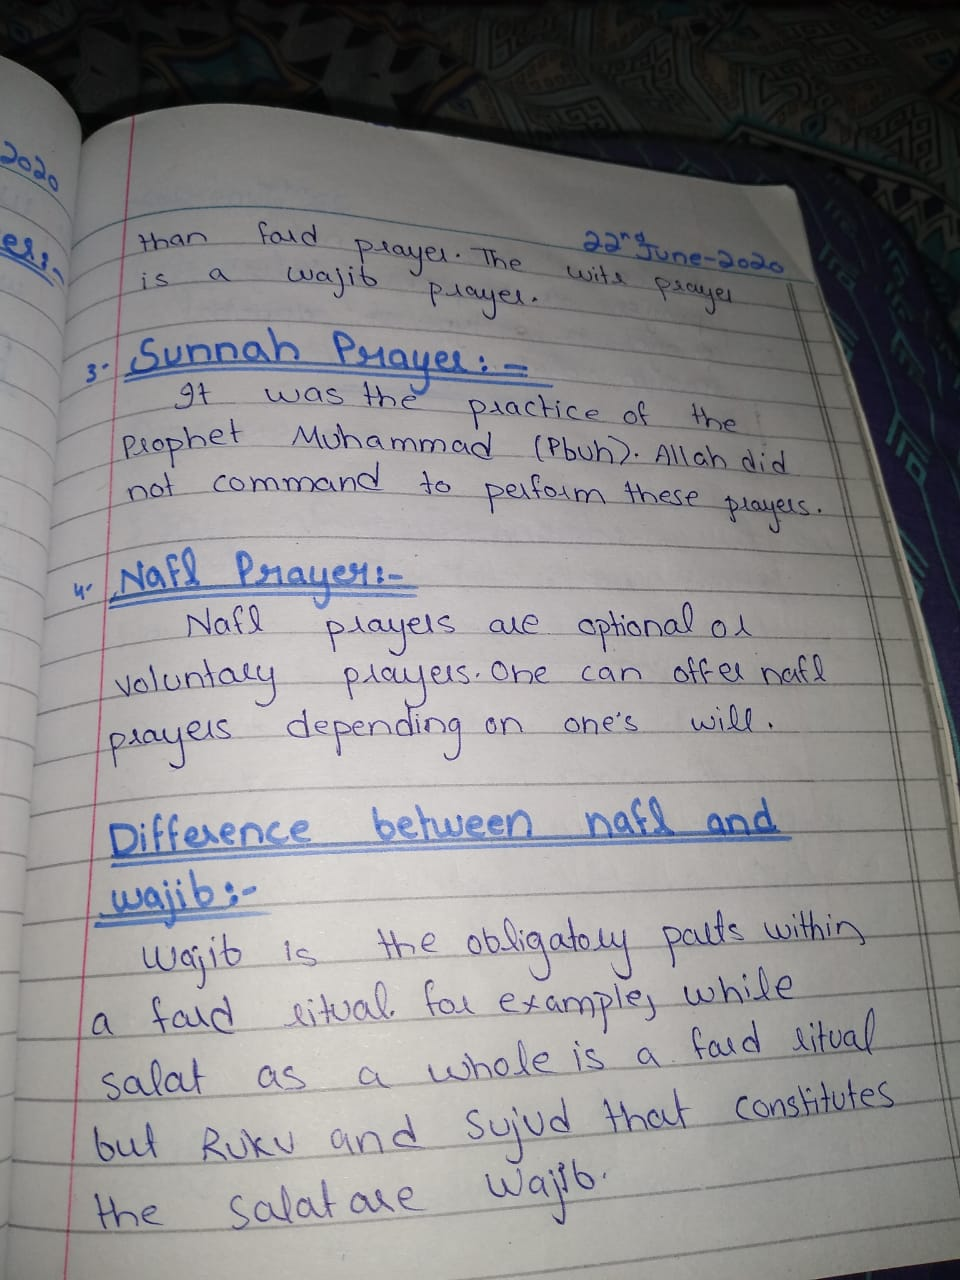 2020
es:-
22nd June-2020
than fard prayer. The witr prayer
is a wajib prayer.
3. Sunnah Prayer:-
It was the practice of the
Prophet Muhammad (Pbuh). Allah did
not command to perform these prayers.
4. Nafl Prayer:-
Nafl prayers are optional or
voluntary prayers. One can offer nafl
prayers depending on one's will.
Difference between nafl and
wajib:-
Wajib is the obligatory parts within
a fard ritual. for example, while
salat as a whole is a fard ritual
but Ruku and Sujud that constitutes
the salat are Wajib.